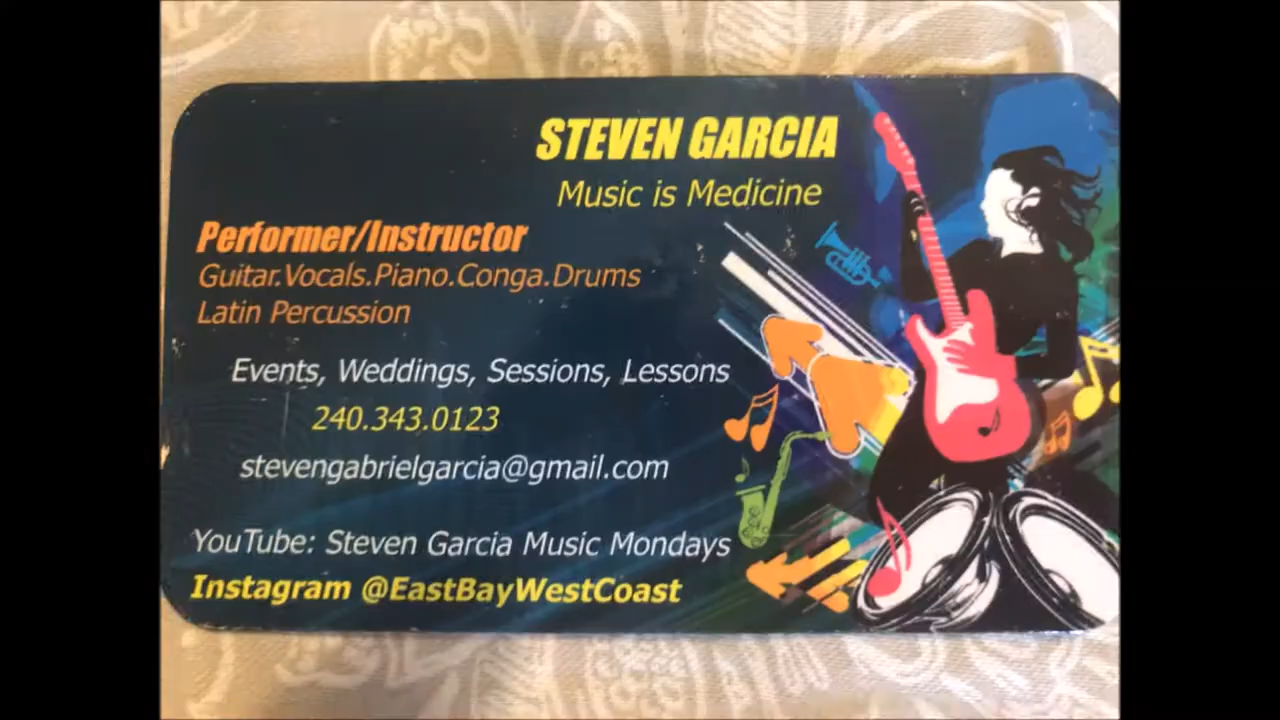 STEVEN GARCIA
Music is Medicine
Performer/Instructor
Guitar.Vocals.Piano.Conga.Drums
Latin Percussion
Events, Weddings, Sessions, Lessons
240.343.0123
stevengabrielgarcia@gmail.com
YouTube: Steven Garcia Music Mondays
Instagram @EastBayWestCoast